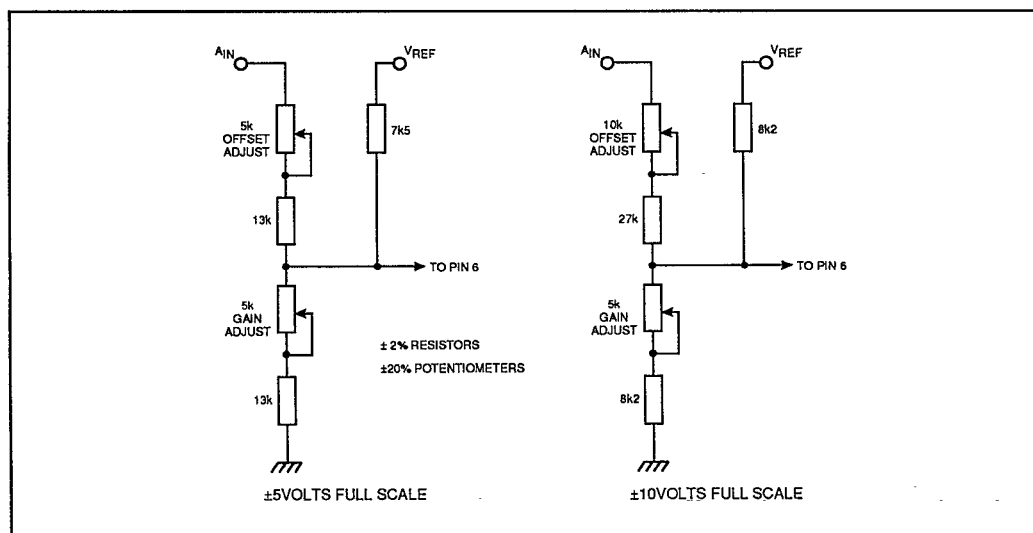 AIN
VREF
5k
OFFSET
ADJUST
7k5
13k
TO PIN 6
5k
GAIN
ADJUST
± 2% RESISTORS
±20% POTENTIOMETERS
13k
±5VOLTS FULL SCALE
AIN
VREF
10k
OFFSET
ADJUST
8k2
27k
TO PIN 6
5k
GAIN
ADJUST
8k2
±10VOLTS FULL SCALE